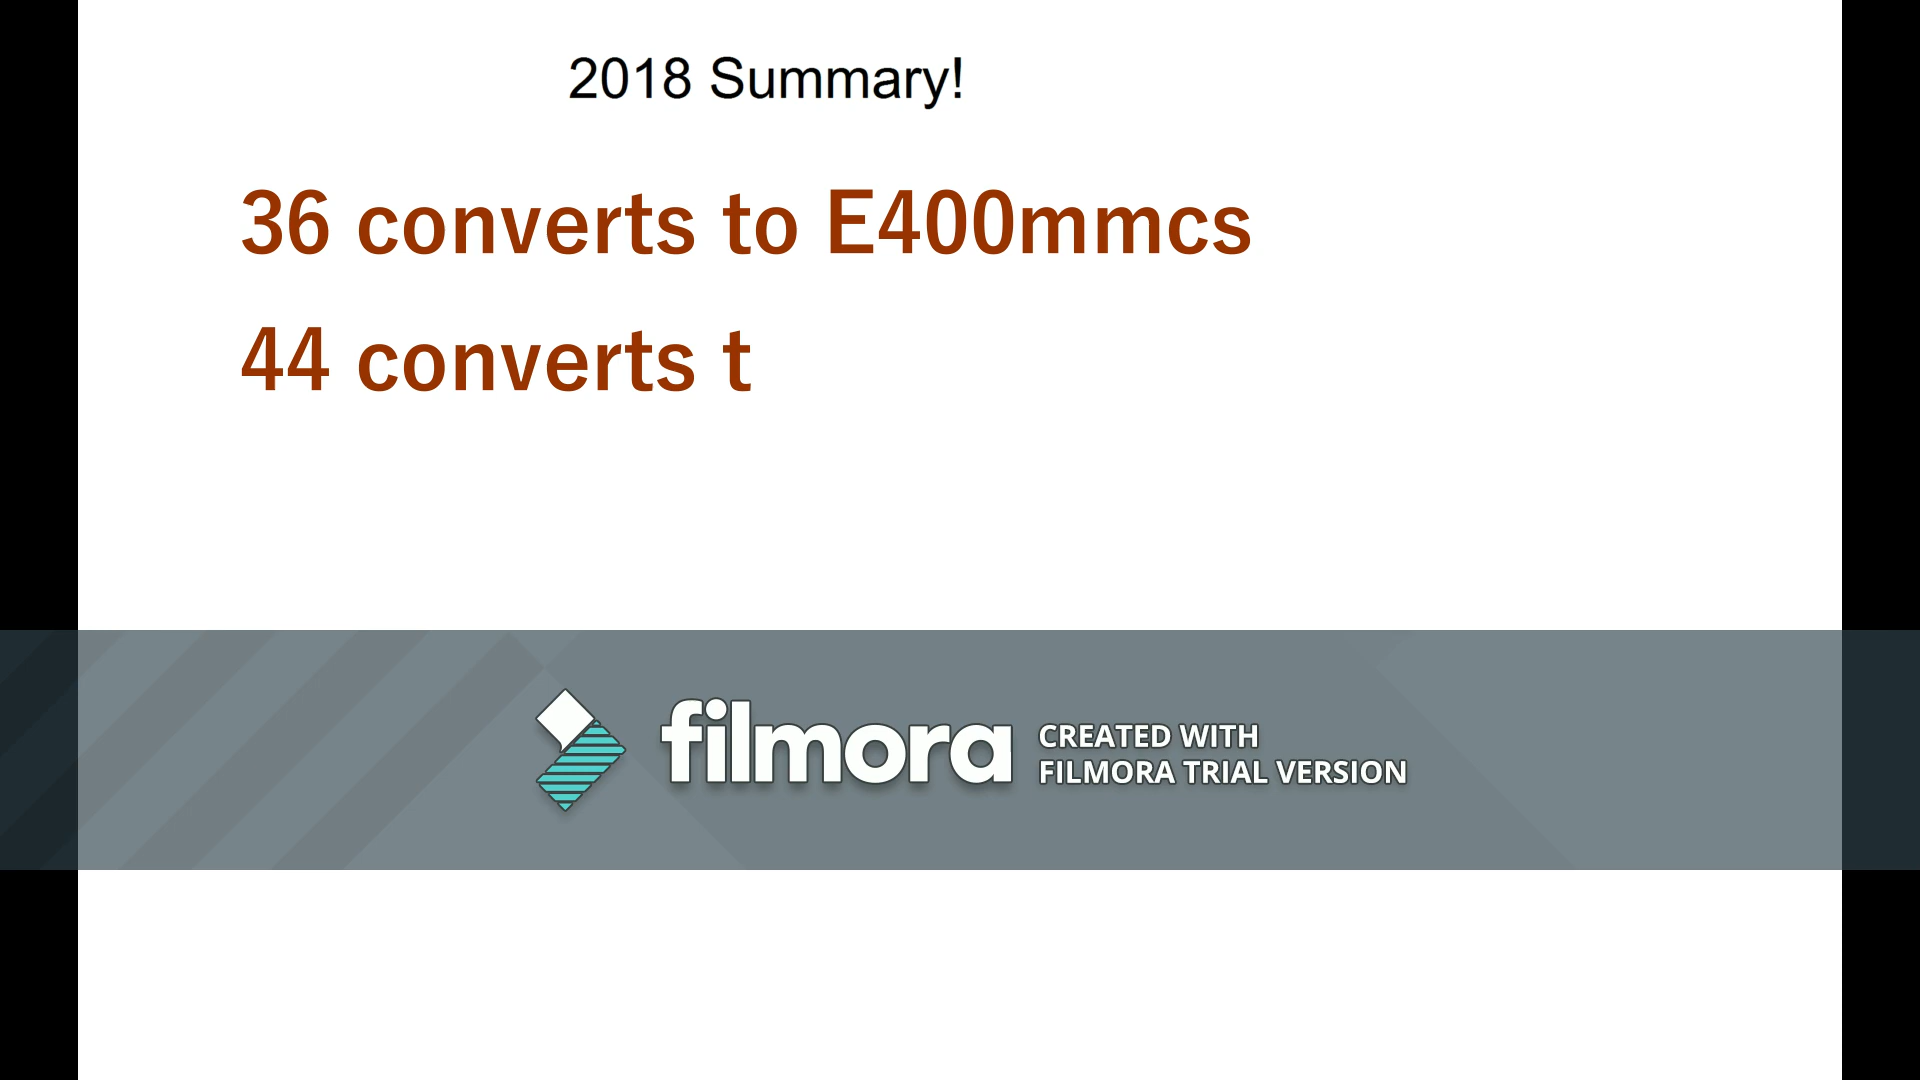 2018 Summary!
36 converts to E400mmcs
44 converts t
filmora
CREATED WITH
FILMORA TRIAL VERSION